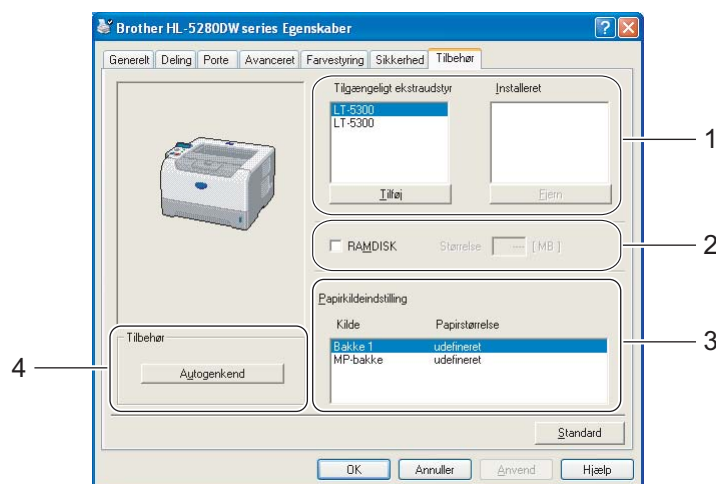 Brother HL-5280DW series Egenskaber
Generelt Deling Porte Avanceret Farvestyring Sikkerhed Tilbehør
Tilgængeligt ekstraudstyr Installeret
LT-5300
LT-5300
Tilføj Fjern
1
RAMDISK Størrelse ---- [ MB ]
2
Papirkildeindstilling
Kilde Papirstørrelse
Bakke 1 udefineret
MP-bakke udefineret
3
Tilbehør
Autogenkend
4
Standard
OK Annuller Anvend Hjælp